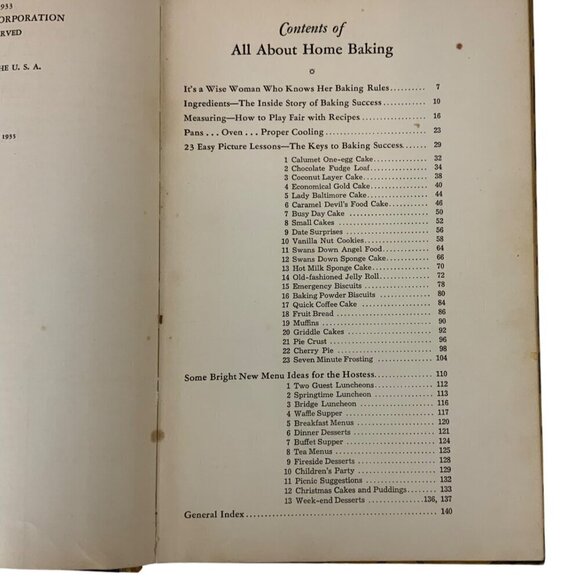 1933
CORPORATION
RVED
THE U. S. A.
1935
Contents of
All About Home Baking
It's a Wise Woman Who Knows Her Baking Rules .......... 7
Ingredients—The Inside Story of Baking Success ............ 10
Measuring—How to Play Fair with Recipes ................. 16
Pans . . . Oven . . . Proper Cooling ........................... 23
23 Easy Picture Lessons—The Keys to Baking Success ....... 29
1 Calumet One-egg Cake ............... 32
2 Chocolate Fudge Loaf ................ 34
3 Coconut Layer Cake .................. 38
4 Economical Gold Cake ............... 40
5 Lady Baltimore Cake ................. 44
6 Caramel Devil's Food Cake ........... 46
7 Busy Day Cake ...................... 50
8 Small Cakes ......................... 52
9 Date Surprises ....................... 56
10 Vanilla Nut Cookies .................. 58
11 Swans Down Angel Food .............. 64
12 Swans Down Sponge Cake ............ 66
13 Hot Milk Sponge Cake ................ 70
14 Old-fashioned Jelly Roll ............... 72
15 Emergency Biscuits ................... 78
16 Baking Powder Biscuits ............... 80
17 Quick Coffee Cake ................... 84
18 Fruit Bread .......................... 86
19 Muffins ............................. 90
20 Griddle Cakes ....................... 92
21 Pie Crust ........................... 96
22 Cherry Pie .......................... 98
23 Seven Minute Frosting ................ 104
Some Bright New Menu Ideas for the Hostess .............. 110
1 Two Guest Luncheons ................ 112
2 Springtime Luncheon ................ 113
3 Bridge Luncheon .................... 116
4 Waffle Supper ....................... 117
5 Breakfast Menus ..................... 120
6 Dinner Desserts ..................... 121
7 Buffet Supper ....................... 124
8 Tea Menus .......................... 125
9 Fireside Desserts ..................... 128
10 Children's Party ..................... 129
11 Picnic Suggestions ................... 132
12 Christmas Cakes and Puddings ........ 133
13 Week-end Desserts ............... 136, 137
General Index ............................................. 140